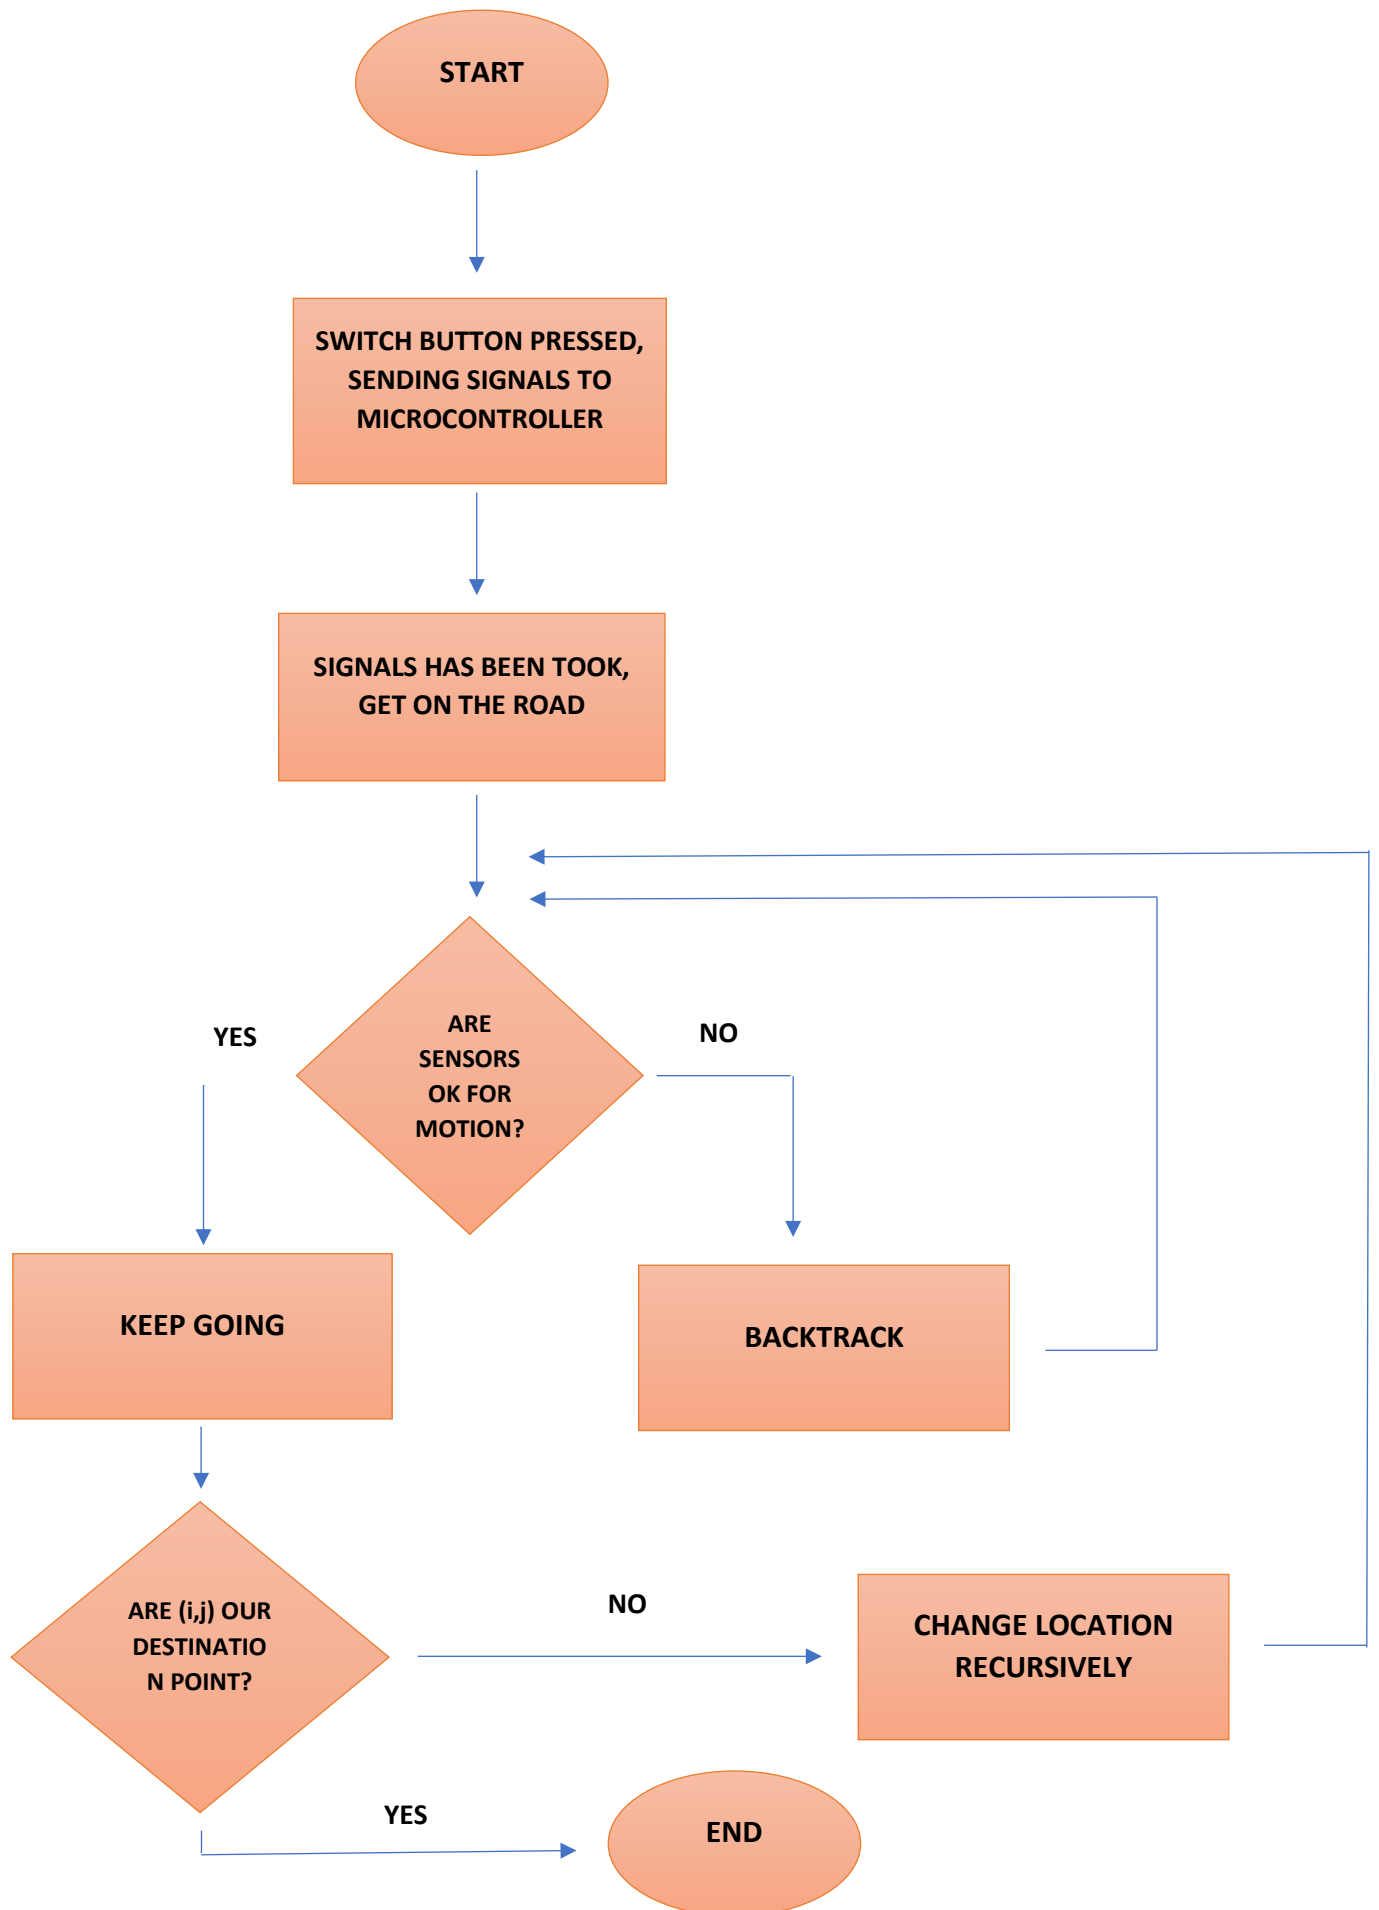 START
SWITCH BUTTON PRESSED,
SENDING SIGNALS TO
MICROCONTROLLER
SIGNALS HAS BEEN TOOK,
GET ON THE ROAD
YES
ARE
SENSORS
OK FOR
MOTION?
NO
KEEP GOING
BACKTRACK
ARE (i,j) OUR
DESTINATIO
N POINT?
NO
CHANGE LOCATION
RECURSIVELY
YES
END